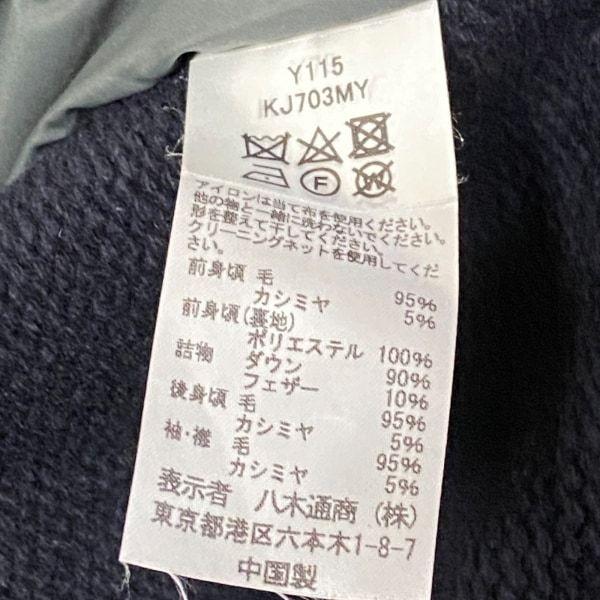 Y115
KJ703MY
F W
アイロンは当て布を使用ください。
他の物と一緒に洗わないでください。
形を整えて干してください。
クリーニングネットを使用してくだ
さい。
前身頃 毛 95%
カシミヤ 5%
前身頃(裏地)
ポリエステル 100%
詰物 ダウン 90%
フェザー 10%
後身頃 毛 95%
カシミヤ 5%
袖・襟 毛 95%
カシミヤ 5%
表示者 八木通商(株)
東京都港区六本木1-8-7
中国製